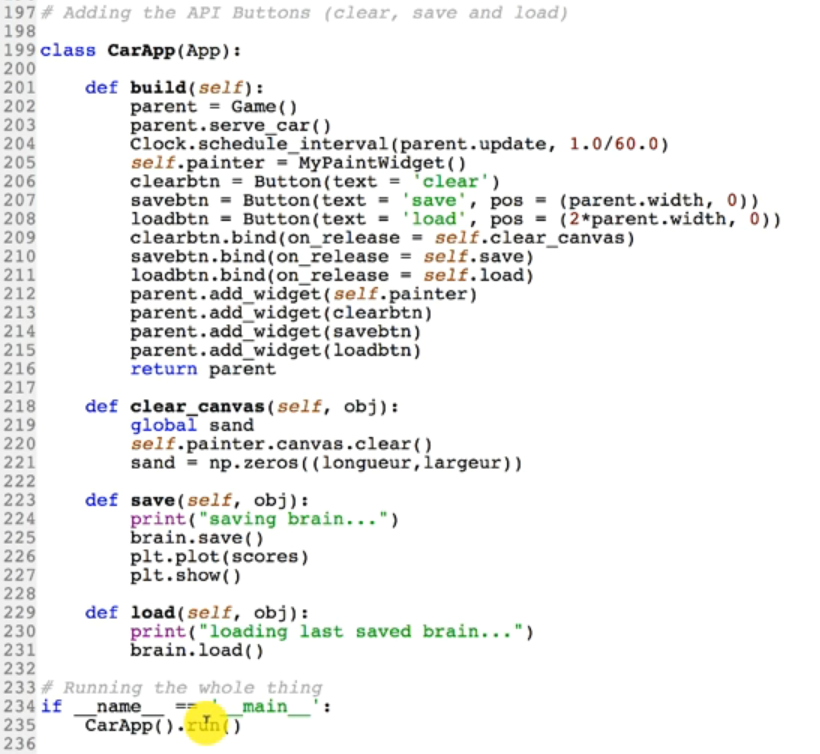 197 # Adding the API Buttons (clear, save and load)
198
199 class CarApp(App):
200
201     def build(self):
202         parent = Game()
203         parent.serve_car()
204         Clock.schedule_interval(parent.update, 1.0/60.0)
205         self.painter = MyPaintWidget()
206         clearbtn = Button(text = 'clear')
207         savebtn = Button(text = 'save', pos = (parent.width, 0))
208         loadbtn = Button(text = 'load', pos = (2*parent.width, 0))
209         clearbtn.bind(on_release = self.clear_canvas)
210         savebtn.bind(on_release = self.save)
211         loadbtn.bind(on_release = self.load)
212         parent.add_widget(self.painter)
213         parent.add_widget(clearbtn)
214         parent.add_widget(savebtn)
215         parent.add_widget(loadbtn)
216         return parent
217
218     def clear_canvas(self, obj):
219         global sand
220         self.painter.canvas.clear()
221         sand = np.zeros((longueur,largeur))
222
223     def save(self, obj):
224         print("saving brain...")
225         brain.save()
226         plt.plot(scores)
227         plt.show()
228
229     def load(self, obj):
230         print("loading last saved brain...")
231         brain.load()
232
233 # Running the whole thing
234 if __name__ == '__main__':
235     CarApp().run()
236